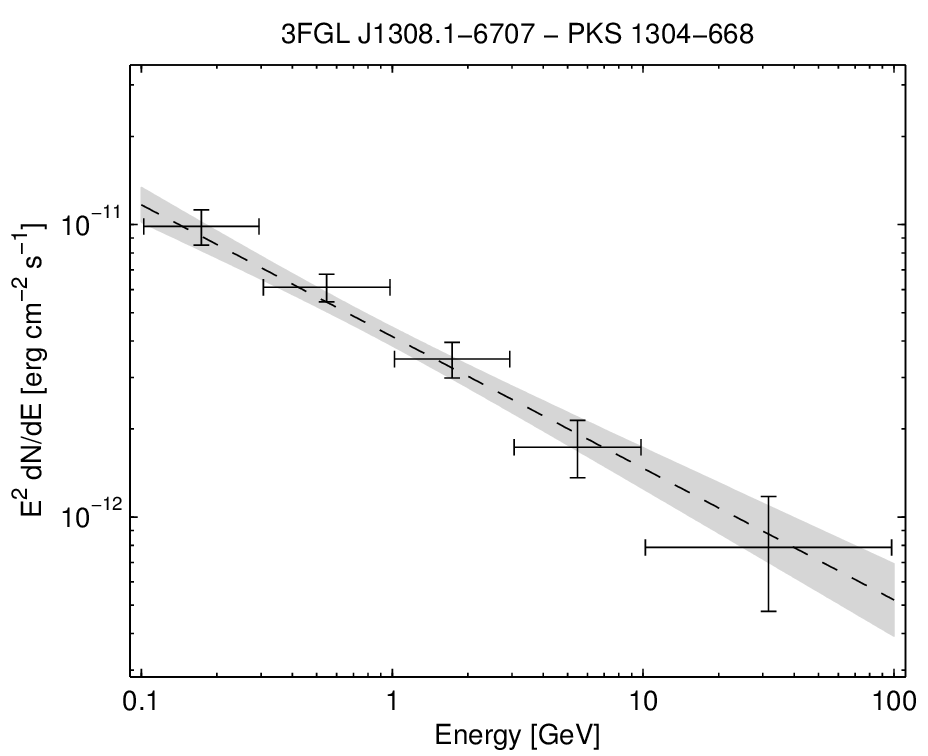 3FGL J1308.1−6707 − PKS 1304−668
10⁻¹¹
10⁻¹²
E² dN/dE [erg cm⁻² s⁻¹]
0.1 1 10 100
Energy [GeV]